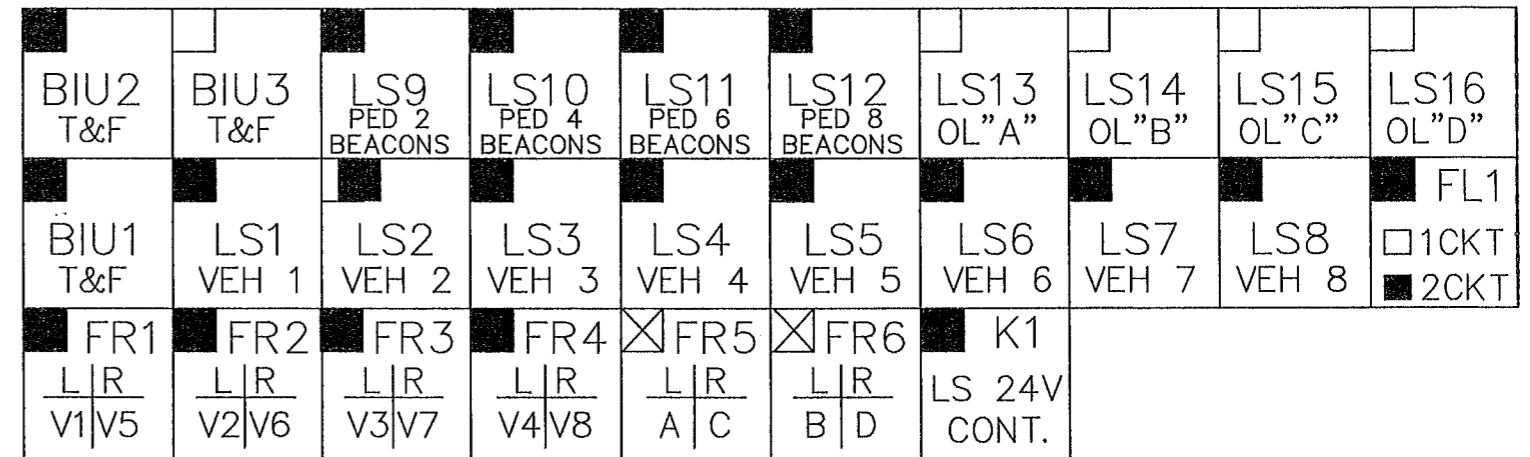 BIU2
T&F
BIU3
T&F
LS9
PED 2
BEACONS
LS10
PED 4
BEACONS
LS11
PED 6
BEACONS
LS12
PED 8
BEACONS
LS13
OL"A"
LS14
OL"B"
LS15
OL"C"
LS16
OL"D"
BIU1
T&F
LS1
VEH 1
LS2
VEH 2
LS3
VEH 3
LS4
VEH 4
LS5
VEH 5
LS6
VEH 6
LS7
VEH 7
LS8
VEH 8
FL1
1CKT
2CKT
FR1
L R
V1 V5
FR2
L R
V2 V6
FR3
L R
V3 V7
FR4
L R
V4 V8
FR5
L R
A C
FR6
L R
B D
K1
LS 24V
CONT.